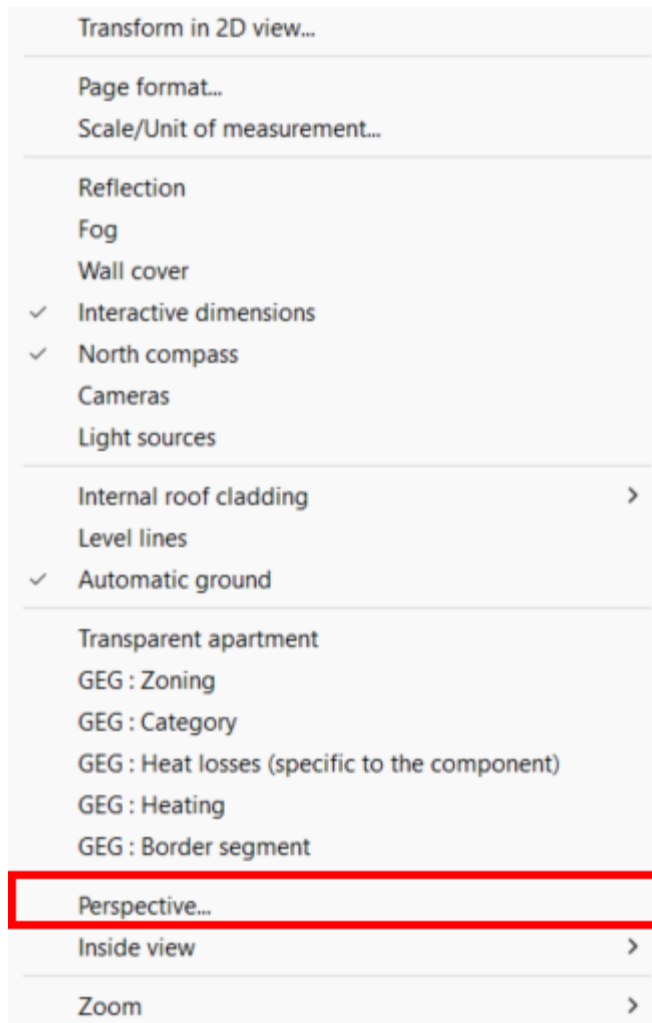 Transform in 2D view...
Page format...
Scale/Unit of measurement...
Reflection
Fog
Wall cover
Interactive dimensions
North compass
Cameras
Light sources
Internal roof cladding
Level lines
Automatic ground
Transparent apartment
GEG : Zoning
GEG : Category
GEG : Heat losses (specific to the component)
GEG : Heating
GEG : Border segment
Perspective...
Inside view
Zoom